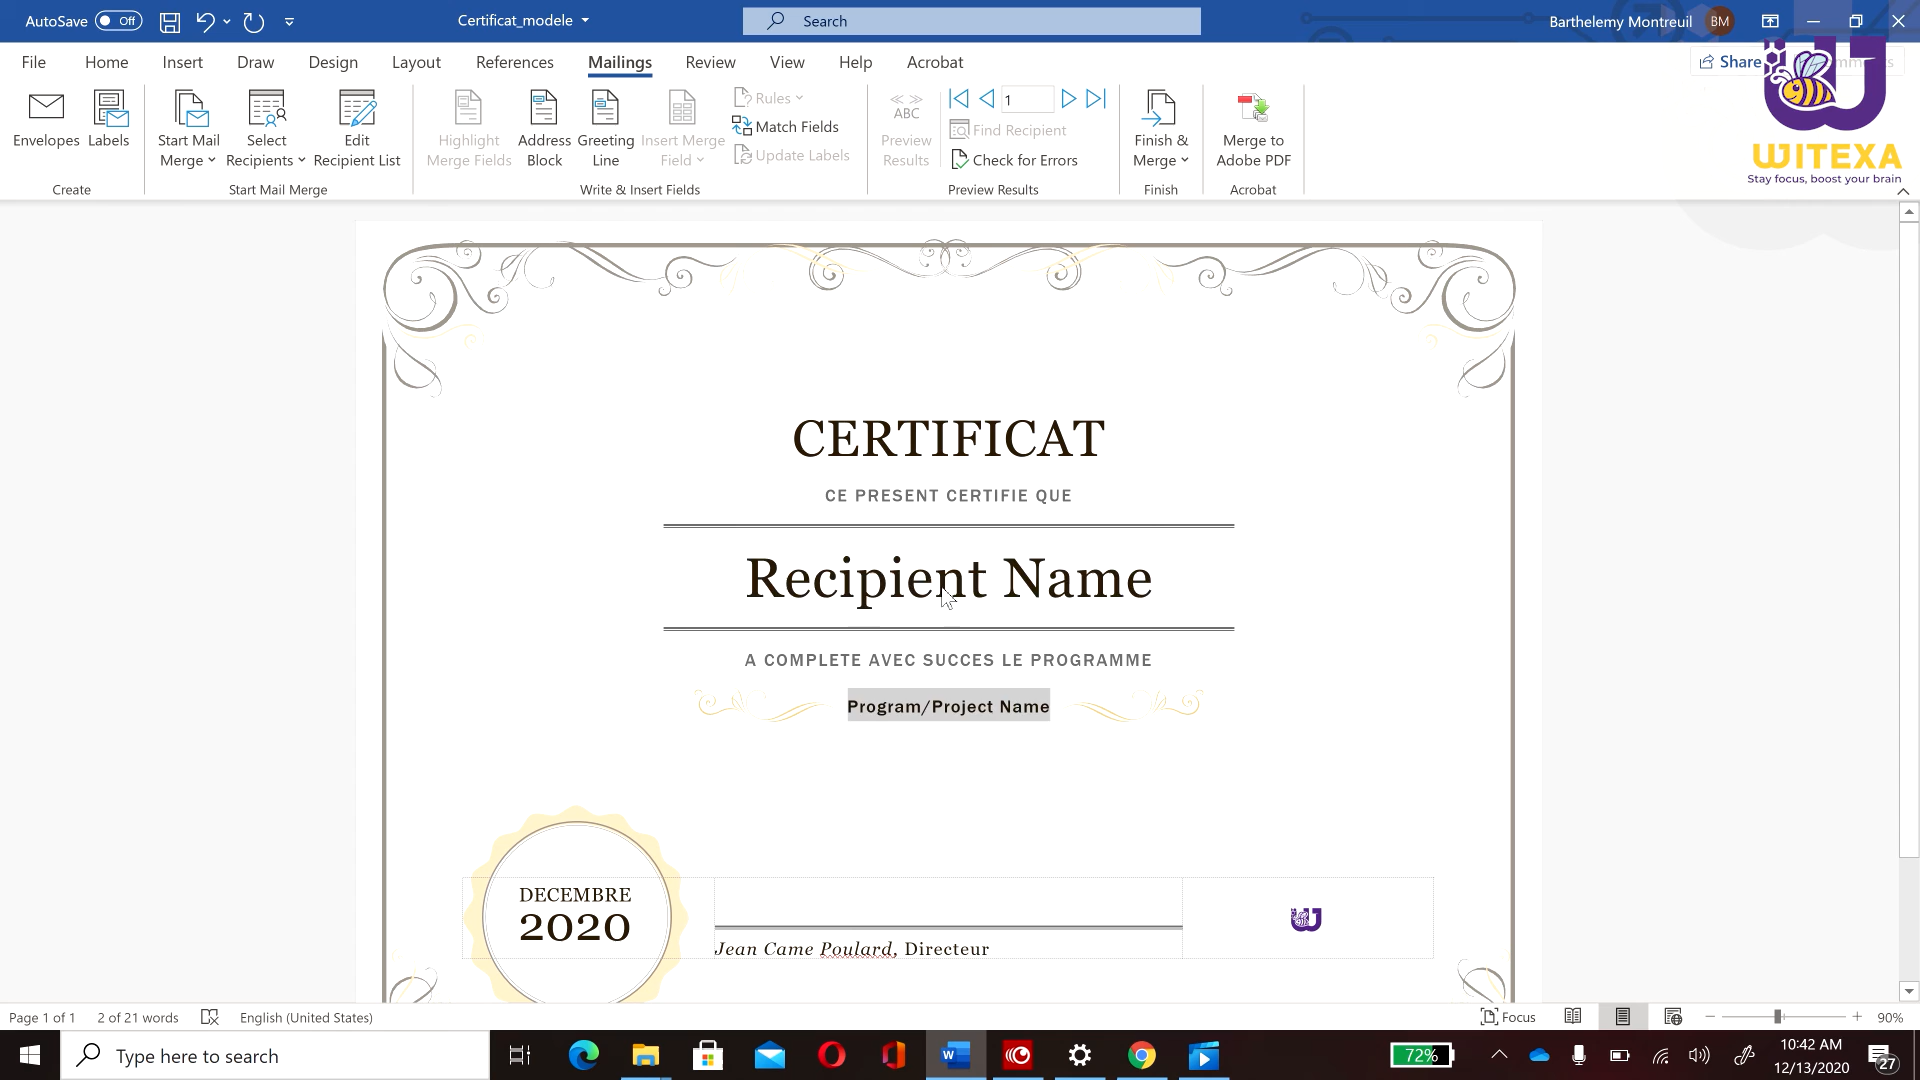 AutoSave Off
Certificat_modele
Search
Barthelemy Montreuil BM
File Home Insert Draw Design Layout References Mailings Review View Help Acrobat
Share
Envelopes
Labels
Create
Start Mail
Merge
Select
Recipients
Edit
Recipient List
Start Mail Merge
Highlight
Merge Fields
Address
Block
Greeting
Line
Insert Merge
Field
Rules
Match Fields
Update Labels
Write & Insert Fields
ABC
Preview
Results
1
Find Recipient
Check for Errors
Preview Results
Finish &
Merge
Finish
Merge to
Adobe PDF
Acrobat
WITEXA
Stay focus, boost your brain
CERTIFICAT
CE PRESENT CERTIFIE QUE
Recipient Name
A COMPLETE AVEC SUCCES LE PROGRAMME
Program/Project Name
DECEMBRE
2020
Jean Came Poulard, Directeur
Page 1 of 1 2 of 21 words English (United States)
Focus
90%
Type here to search
72%
10:42 AM
12/13/2020
27